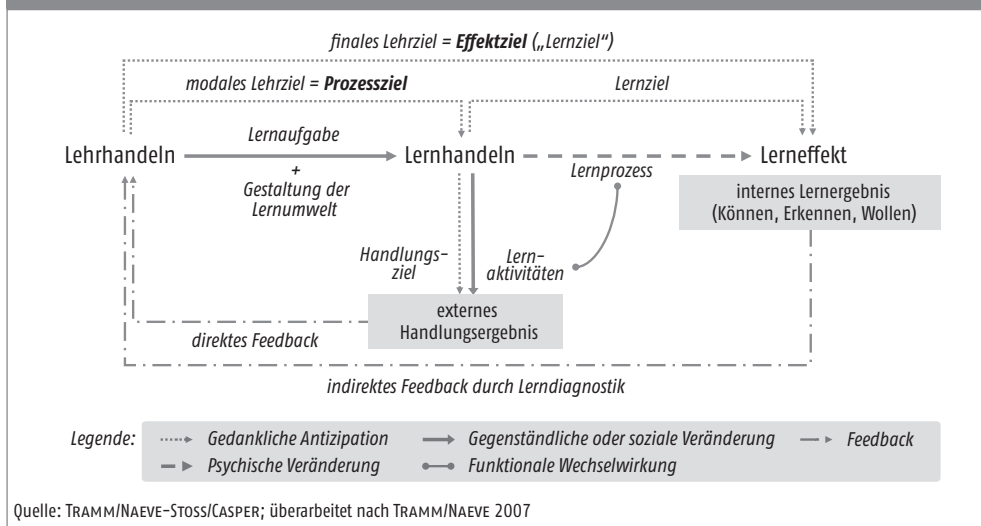 finales Lehrziel = Effektziel („Lernziel“)
modales Lehrziel = Prozessziel
Lernziel
Lehrhandeln
Lernaufgabe
+
Gestaltung der
Lernumwelt
Lernhandeln
Lernprozess
Lerneffekt
internes Lernergebnis
(Können, Erkennen, Wollen)
Handlungs-
ziel
Lern-
aktivitäten
externes
Handlungsergebnis
direktes Feedback
indirektes Feedback durch Lerndiagnostik
Legende:
Gedankliche Antizipation
Gegenständliche oder soziale Veränderung
Feedback
Psychische Veränderung
Funktionale Wechselwirkung
Quelle: TRAMM/NAEVE-STOSS/CASPER; überarbeitet nach TRAMM/NAEVE 2007